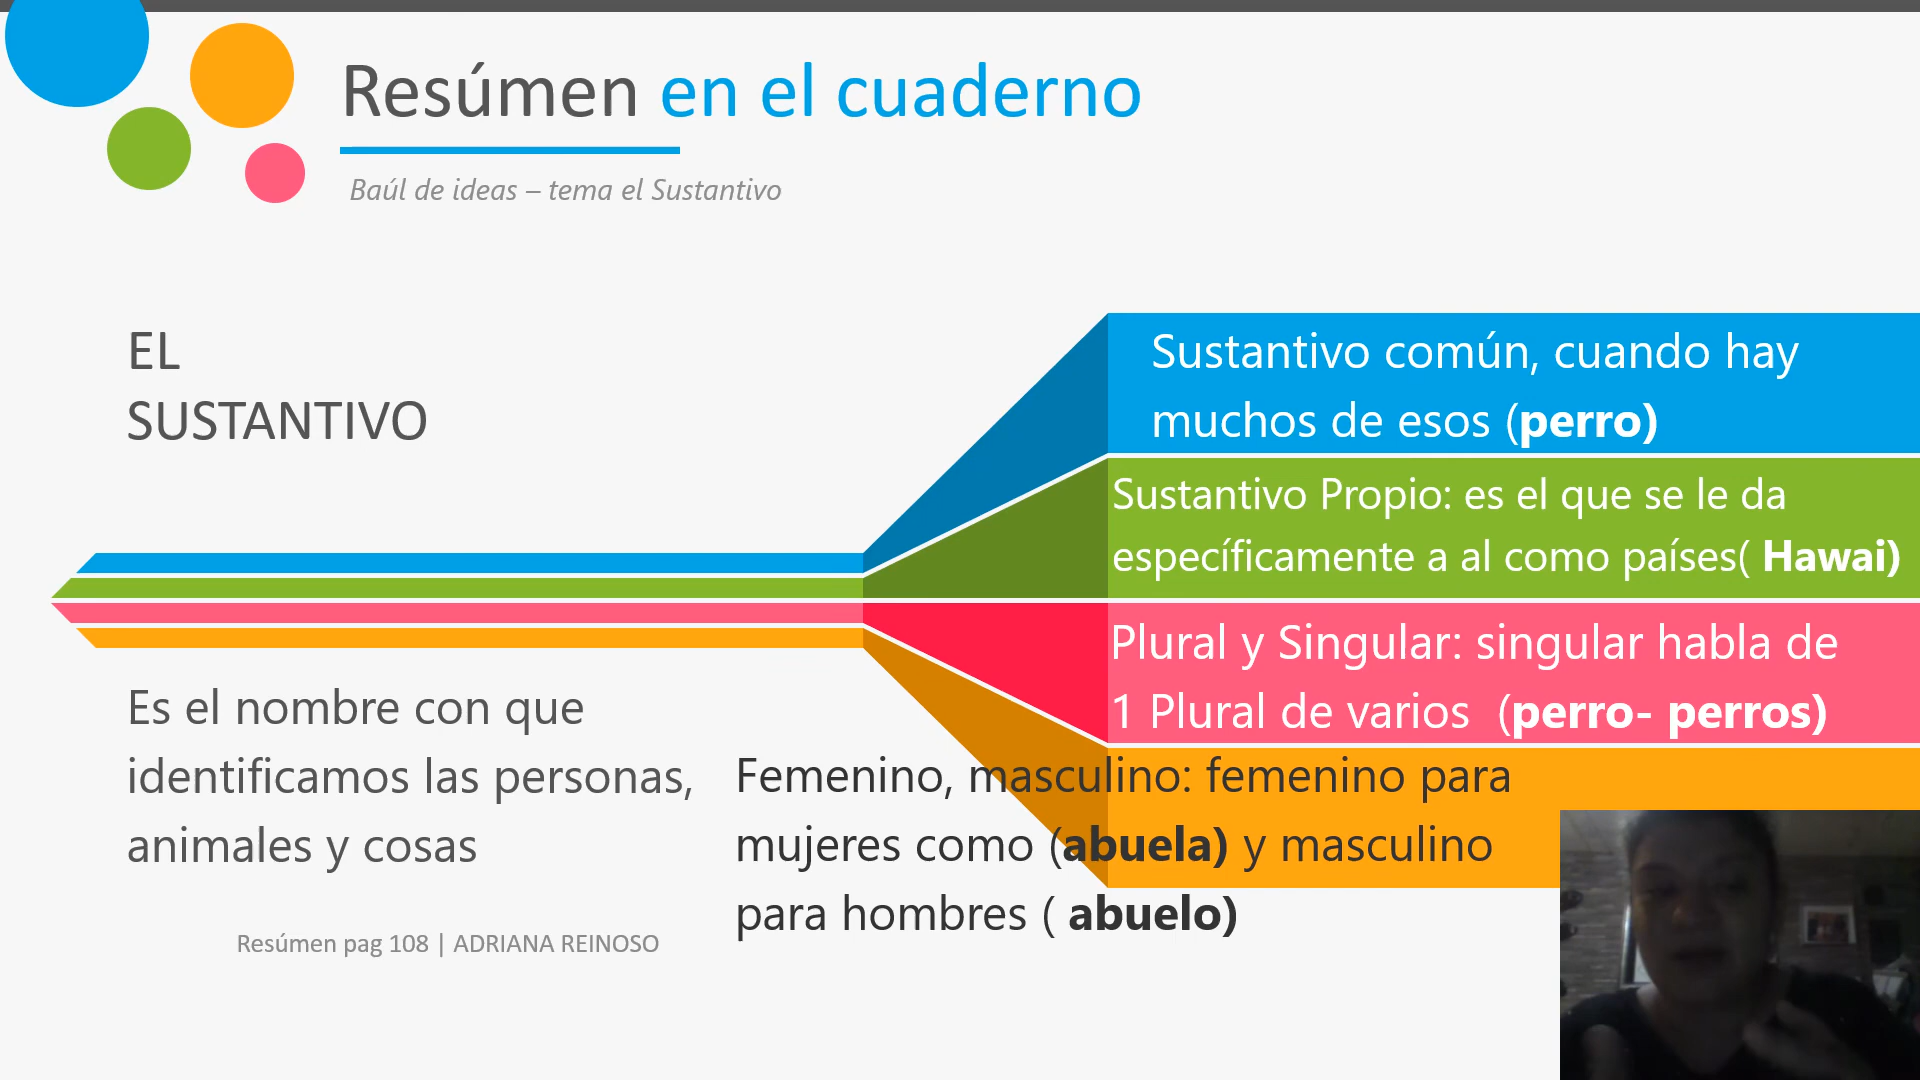 Resúmen en el cuaderno
Baúl de ideas – tema el Sustantivo
EL
SUSTANTIVO
Es el nombre con que
identificamos las personas,
animales y cosas
Resúmen pag 108 | ADRIANA REINOSO
Sustantivo común, cuando hay
muchos de esos (perro)
Sustantivo Propio: es el que se le da
específicamente a al como países( Hawai)
Plural y Singular: singular habla de
1 Plural de varios (perro- perros)
Femenino, masculino: femenino para
mujeres como (abuela) y masculino
para hombres ( abuelo)